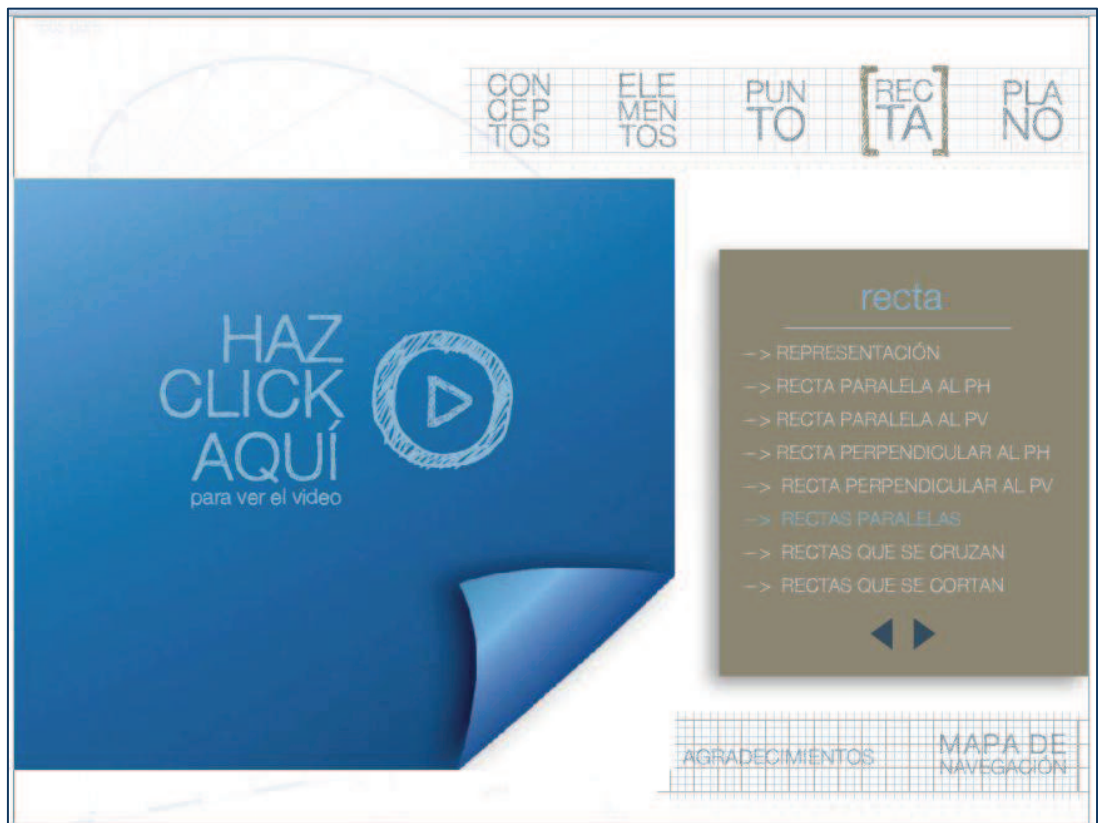 CON
CEP
TOS
ELE
MEN
TOS
PUN
TO
REC
TA
PLA
NO
HAZ
CLICK
AQUÍ
para ver el video
recta
--> REPRESENTACIÓN
--> RECTA PARALELA AL PH
--> RECTA PARALELA AL PV
--> RECTA PERPENDICULAR AL PH
--> RECTA PERPENDICULAR AL PV
--> RECTAS PARALELAS
--> RECTAS QUE SE CRUZAN
--> RECTAS QUE SE CORTAN
AGRADECIMIENTOS
MAPA DE
NAVEGACIÓN